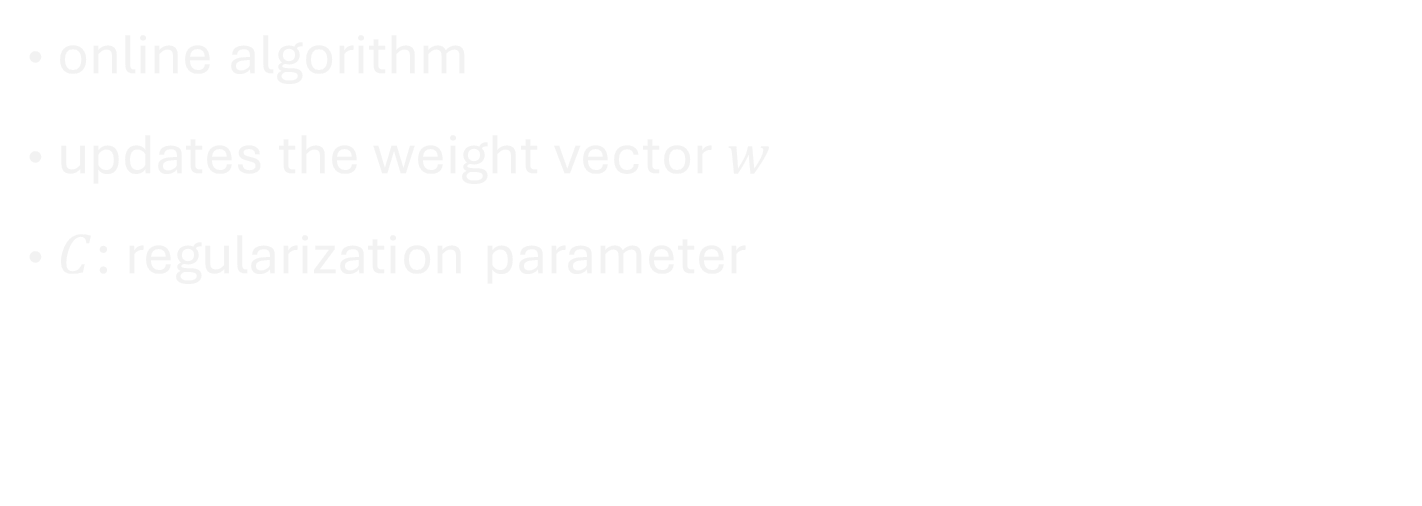 • online algorithm
• updates the weight vector w
• C: regularization parameter